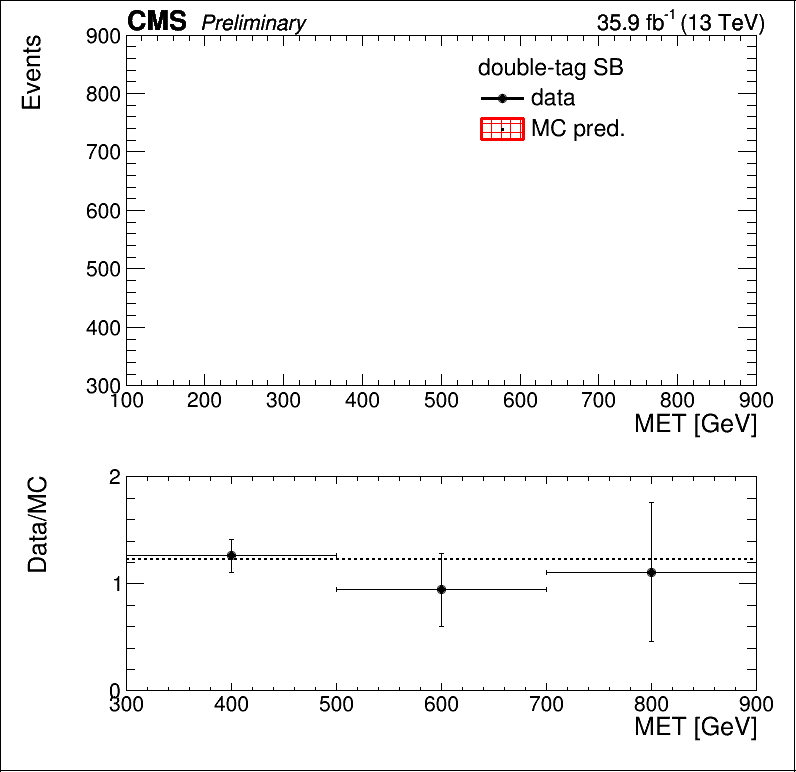 CMS Preliminary 35.9 fb⁻¹ (13 TeV)
Events
900
800
700
600
500
400
300
double-tag SB
data
MC pred.
100 200 300 400 500 600 700 800 900
MET [GeV]
Data/MC
2
1
0
300 400 500 600 700 800 900
MET [GeV]